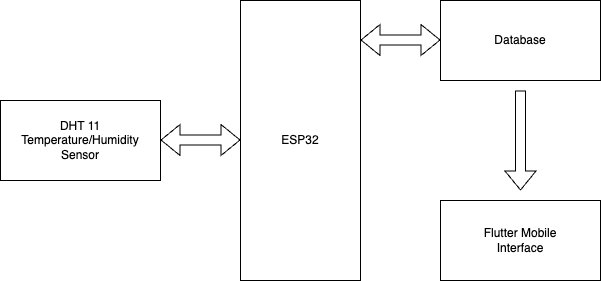 DHT 11
Temperature/Humidity
Sensor
ESP32
Database
Flutter Mobile
Interface